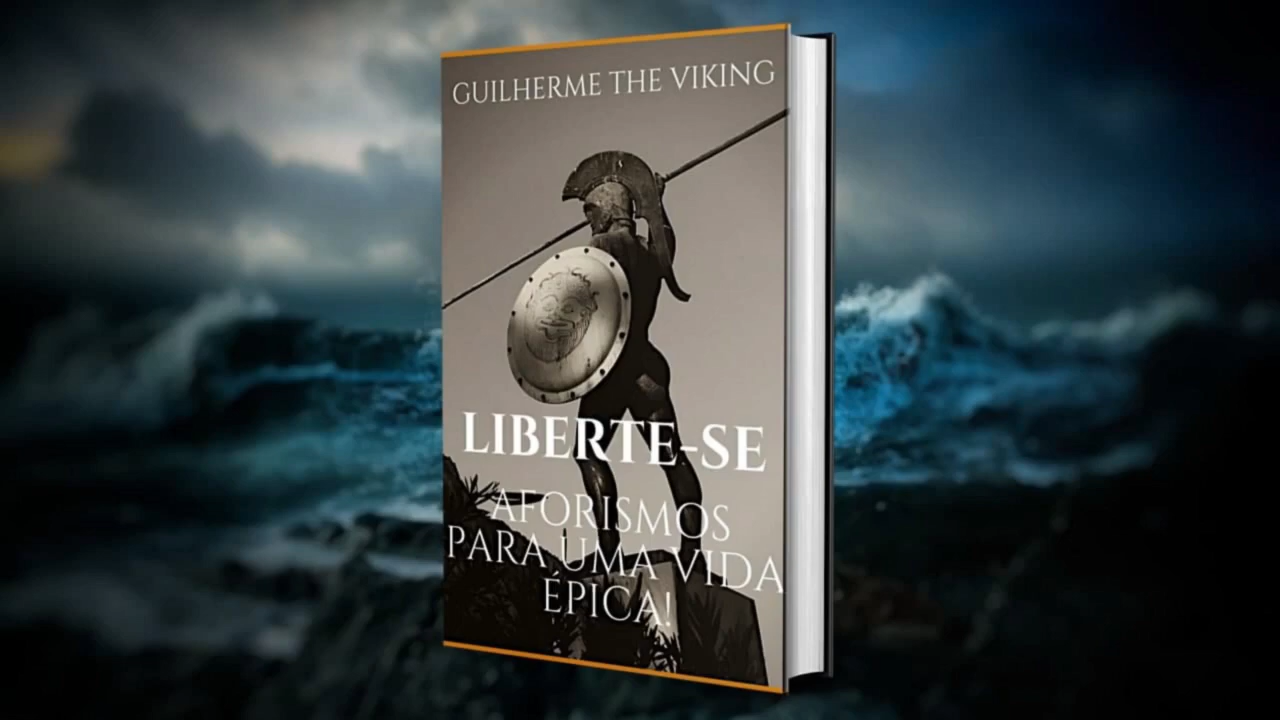 GUILHERME THE VIKING
LIBERTE-SE
AFORISMOS
PARA UMA VIDA
ÉPICA!